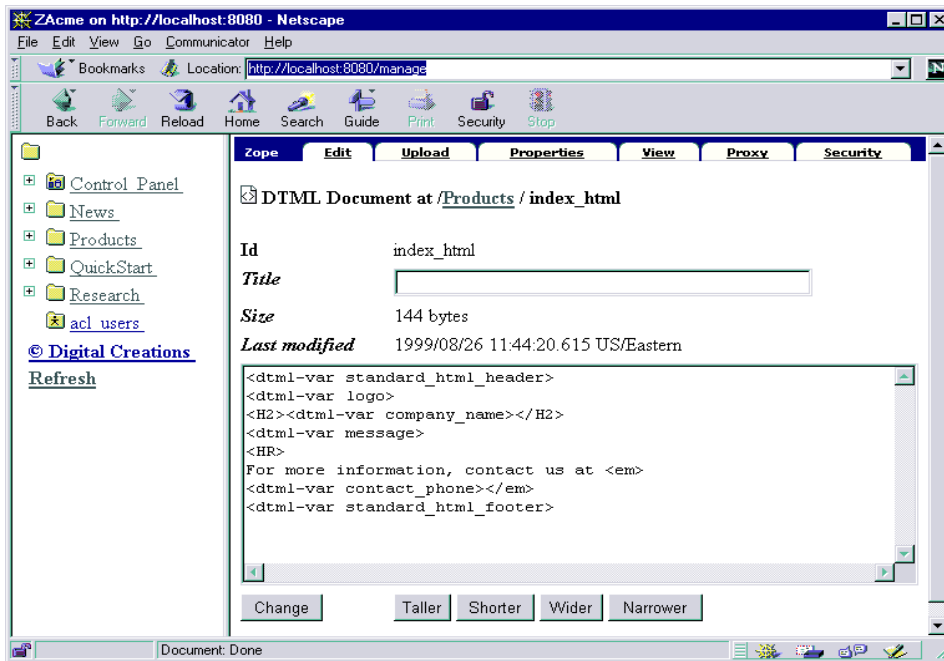 ZAcme on http://localhost:8080 - Netscape
File Edit View Go Communicator Help
Bookmarks Location: http://localhost:8080/manage N
Back Forward Reload Home Search Guide Print Security Stop
Zope Edit Upload Properties View Proxy Security
Control_Panel
News
Products
QuickStart
Research
acl_users
© Digital Creations
Refresh
DTML Document at /Products / index_html
Id index_html
Title
Size 144 bytes
Last modified 1999/08/26 11:44:20.615 US/Eastern
<dtml-var standard_html_header>
<dtml-var logo>
<H2><dtml-var company_name></H2>
<dtml-var message>
<HR>
For more information, contact us at <em>
<dtml-var contact_phone></em>
<dtml-var standard_html_footer>
Change Taller Shorter Wider Narrower
Document: Done